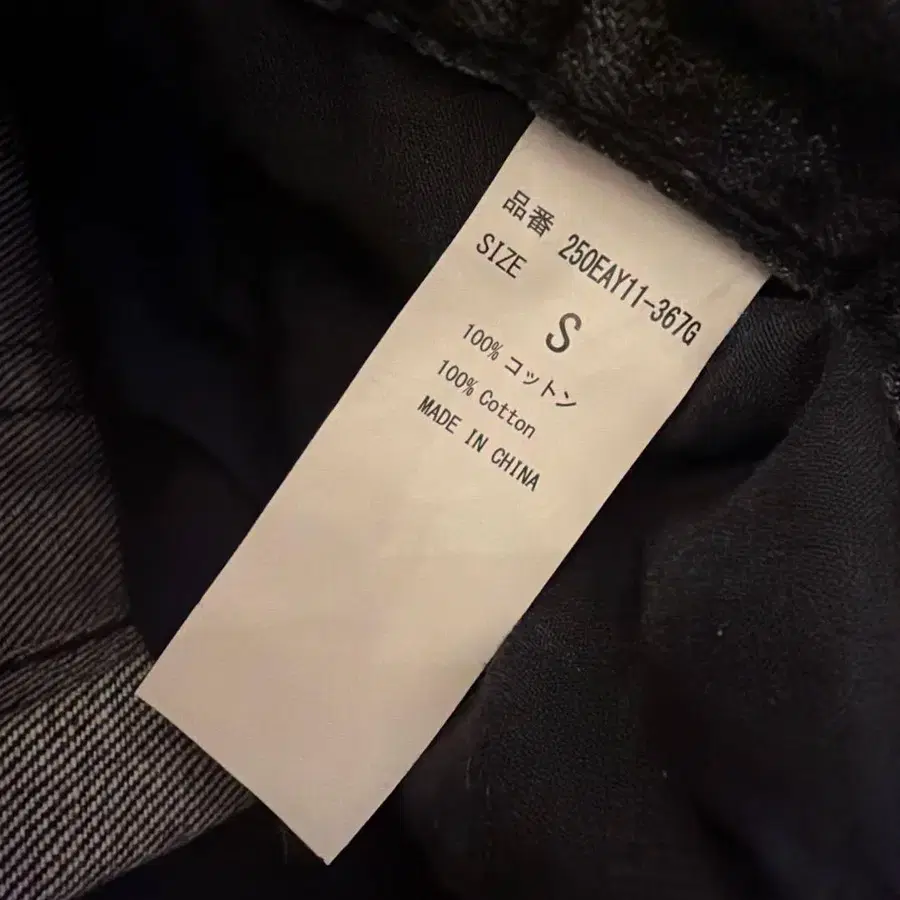 品番 250EAY11-367G
SIZE
S
100% コットン
100% Cotton
MADE IN CHINA